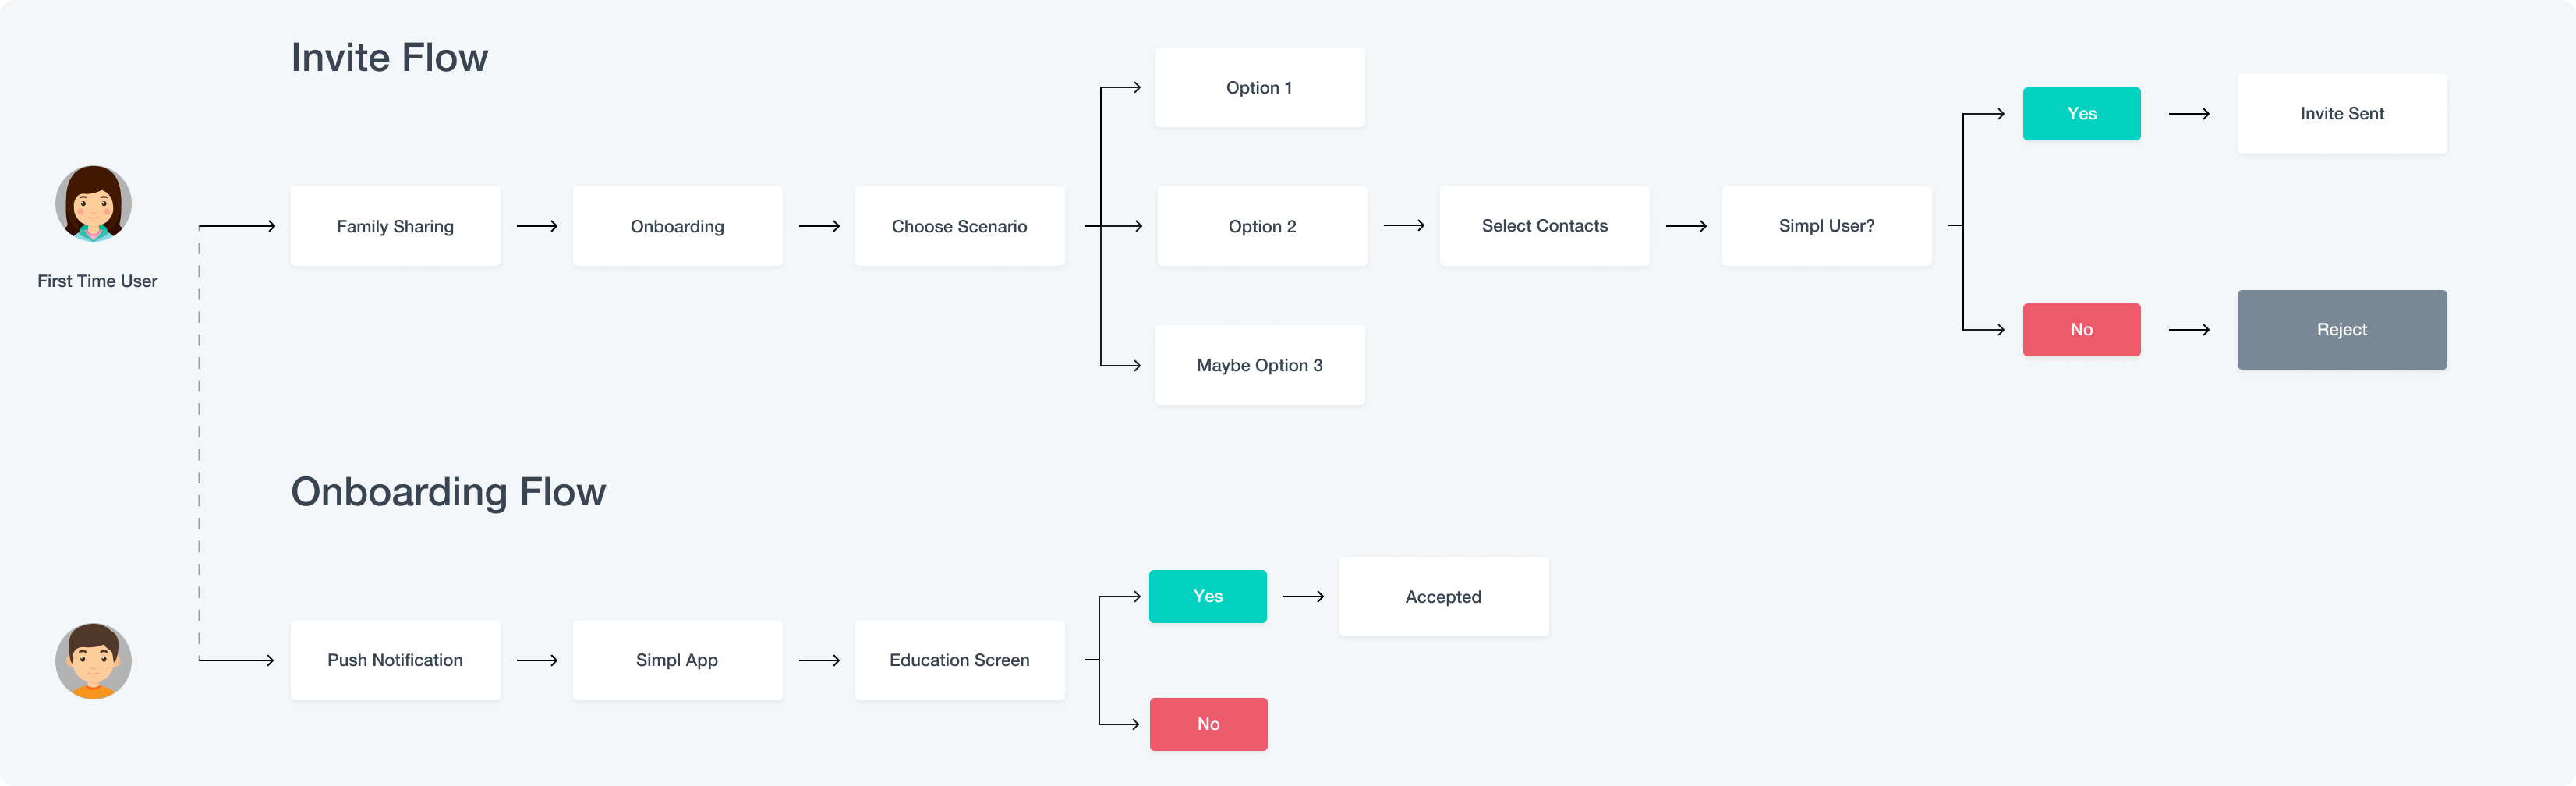 Invite Flow
First Time User
Family Sharing
Onboarding
Choose Scenario
Option 1
Option 2
Maybe Option 3
Select Contacts
Simpl User?
Yes
Invite Sent
No
Reject
Onboarding Flow
Push Notification
Simpl App
Education Screen
Yes
Accepted
No